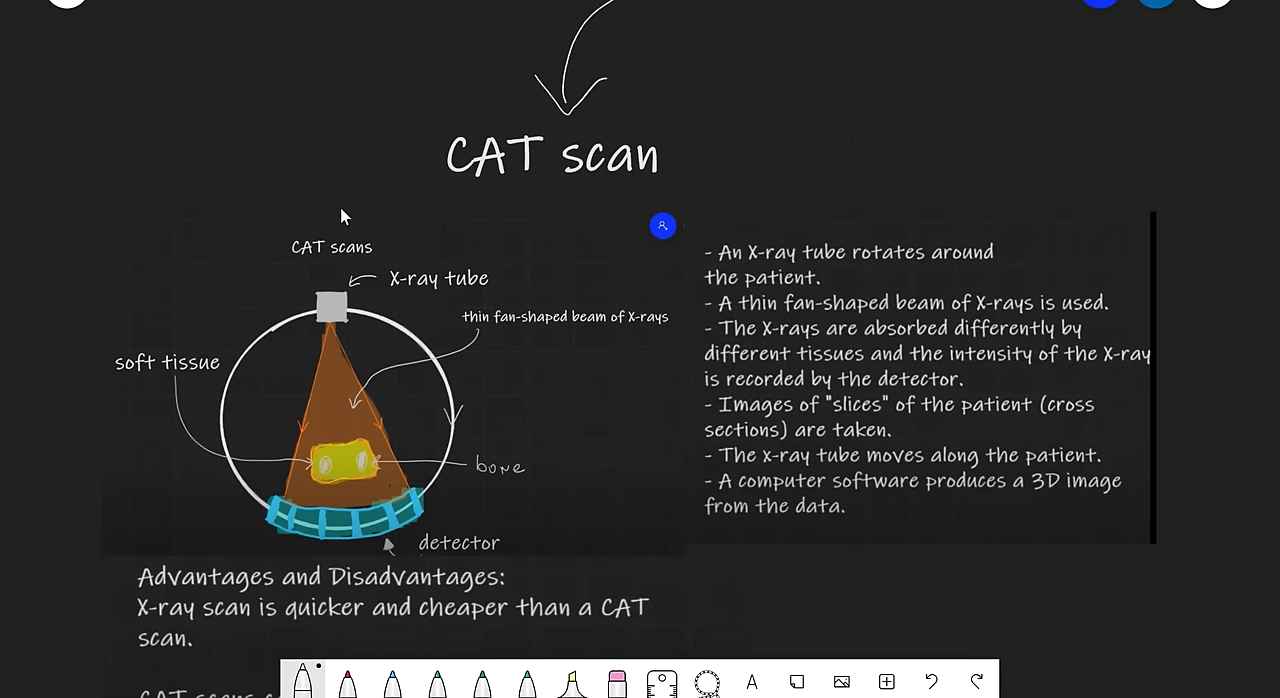 CAT scan
CAT scans
X-ray tube
thin fan-shaped beam of X-rays
soft tissue
bone
detector
- An X-ray tube rotates around
the patient.
- A thin fan-shaped beam of X-rays is used.
- The X-rays are absorbed differently by
different tissues and the intensity of the X-ray
is recorded by the detector.
- Images of "slices" of the patient (cross
sections) are taken.
- The x-ray tube moves along the patient.
- A computer software produces a 3D image
from the data.
Advantages and Disadvantages:
X-ray scan is quicker and cheaper than a CAT
scan.
CAT scans
A